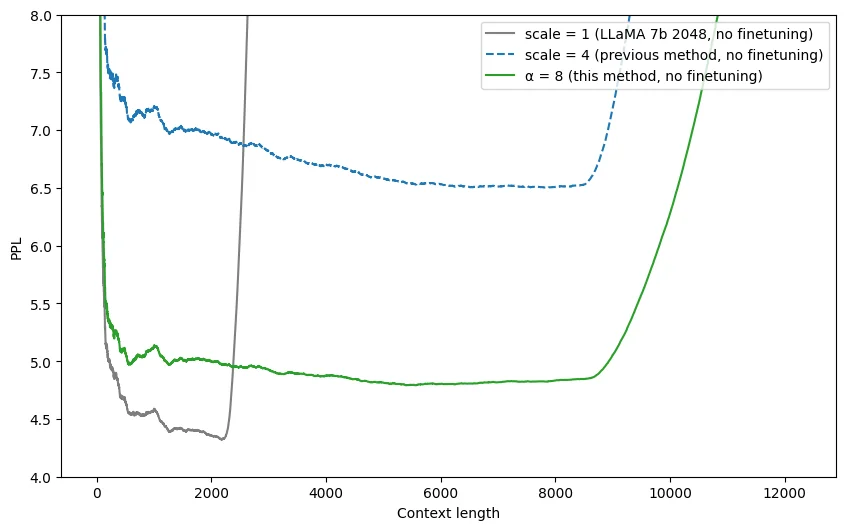 8.0
7.5
7.0
6.5
6.0
5.5
5.0
4.5
4.0
PPL
scale = 1 (LLaMA 7b 2048, no finetuning)
scale = 4 (previous method, no finetuning)
α = 8 (this method, no finetuning)
0 2000 4000 6000 8000 10000 12000
Context length